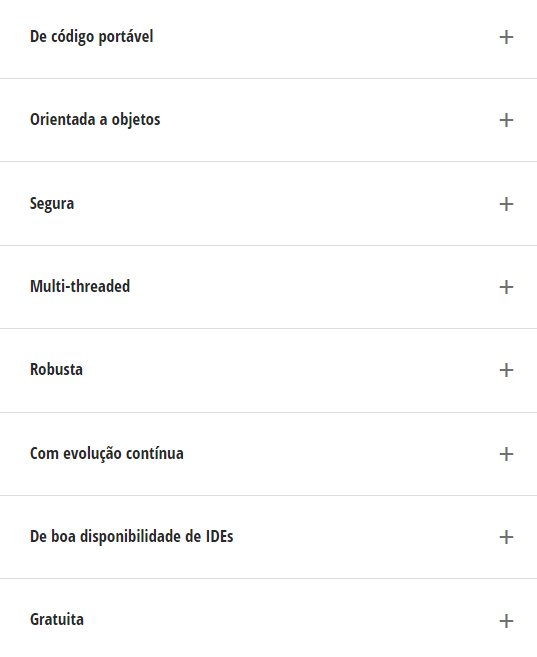 De código portável
Orientada a objetos
Segura
Multi-threaded
Robusta
Com evolução contínua
De boa disponibilidade de IDEs
Gratuita